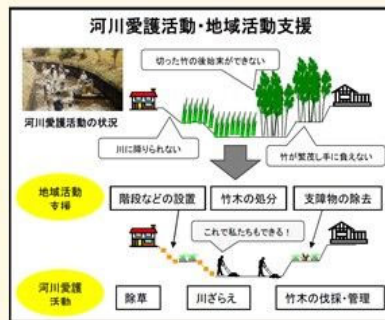 河川愛護活動・地域活動支援
切った竹の後始末ができない
河川愛護活動の状況
川に降りられない
竹が繁茂し手に負えない
地域活動
支援
階段などの設置
竹木の処分
支障物の除去
これで私たちもできる！
河川愛護
活動
除草
川ざらえ
竹木の伐採・管理